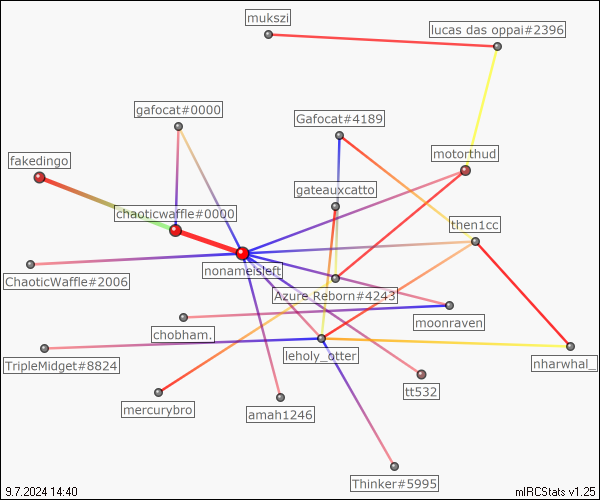 mukszi
lucas das oppai#2396
gafocat#0000
Gafocat#4189
fakedingo
motorthud
gateauxcatto
chaoticwaffle#0000
then1cc
nonameisleft
ChaoticWaffle#2006
Azure Reborn#4243
moonraven
chobham.
leholy_otter
TripleMidget#8824
nharwhal_
tt532
mercurybro
amah1246
Thinker#5995
9.7.2024 14:40
mIRCStats v1.25